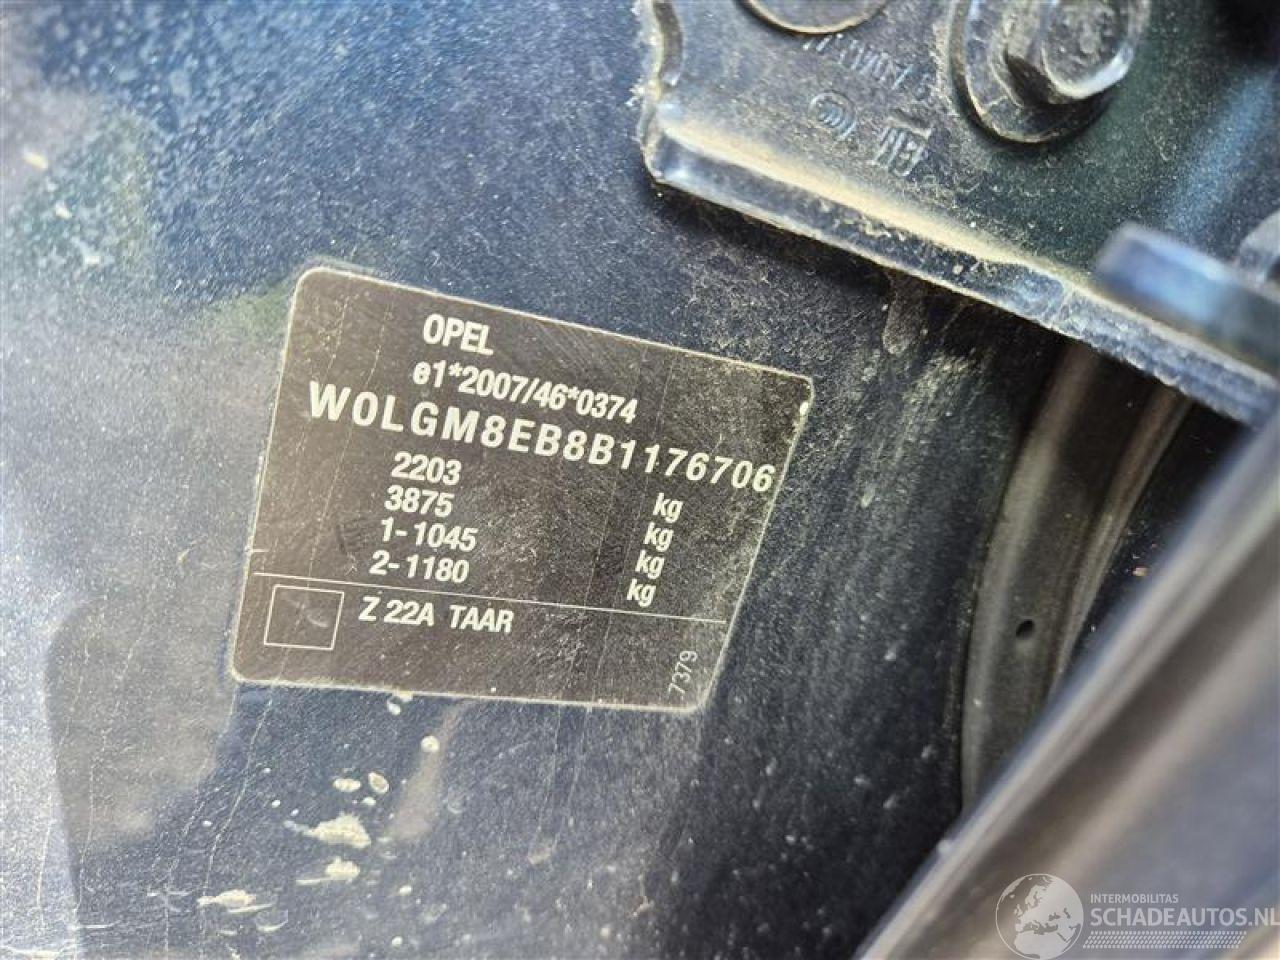 OPEL
e1*2007/46*0374
W0LGM8EB8B1176706
2203 kg
3875 kg
1-1045 kg
2-1180 kg
Z 22A TAAR
7379
INTERMOBILITAS
SCHADEAUTOS.NL